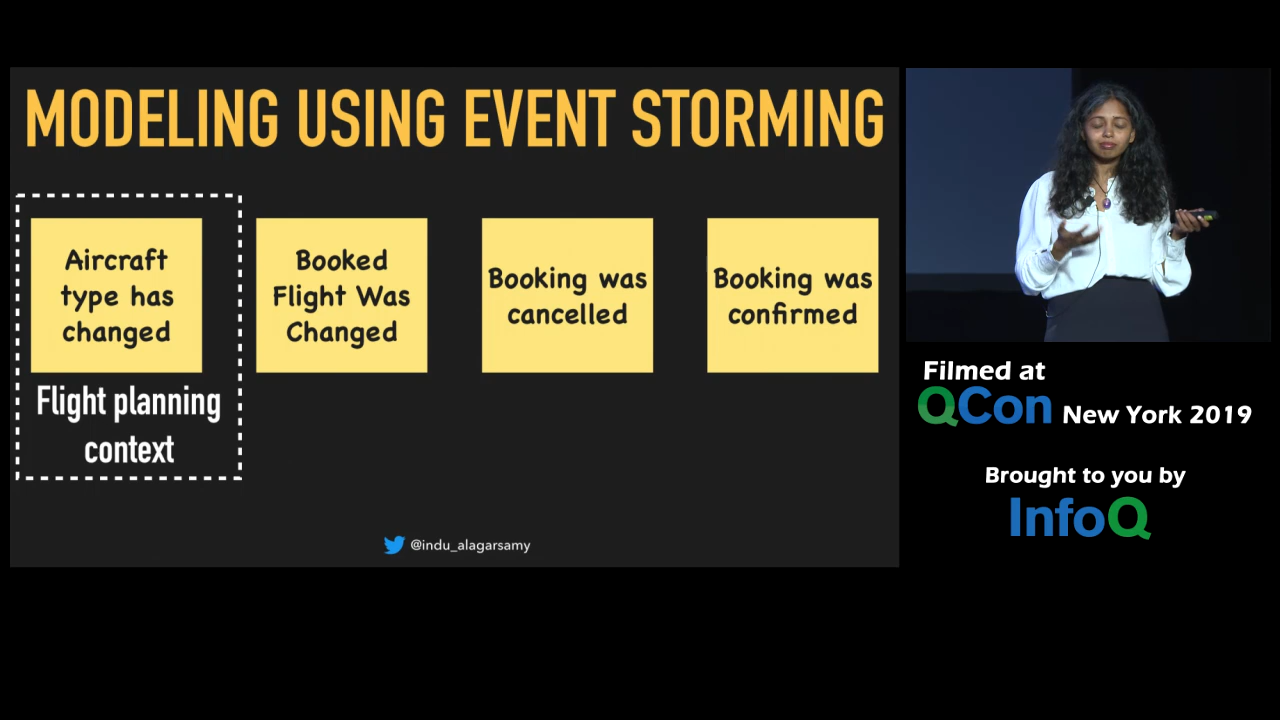 MODELING USING EVENT STORMING
Aircraft
type has
changed
Flight planning
context
Booked
Flight Was
Changed
Booking was
cancelled
Booking was
confirmed
@indu_alagarsamy
Filmed at
QCon New York 2019
Brought to you by
InfoQ